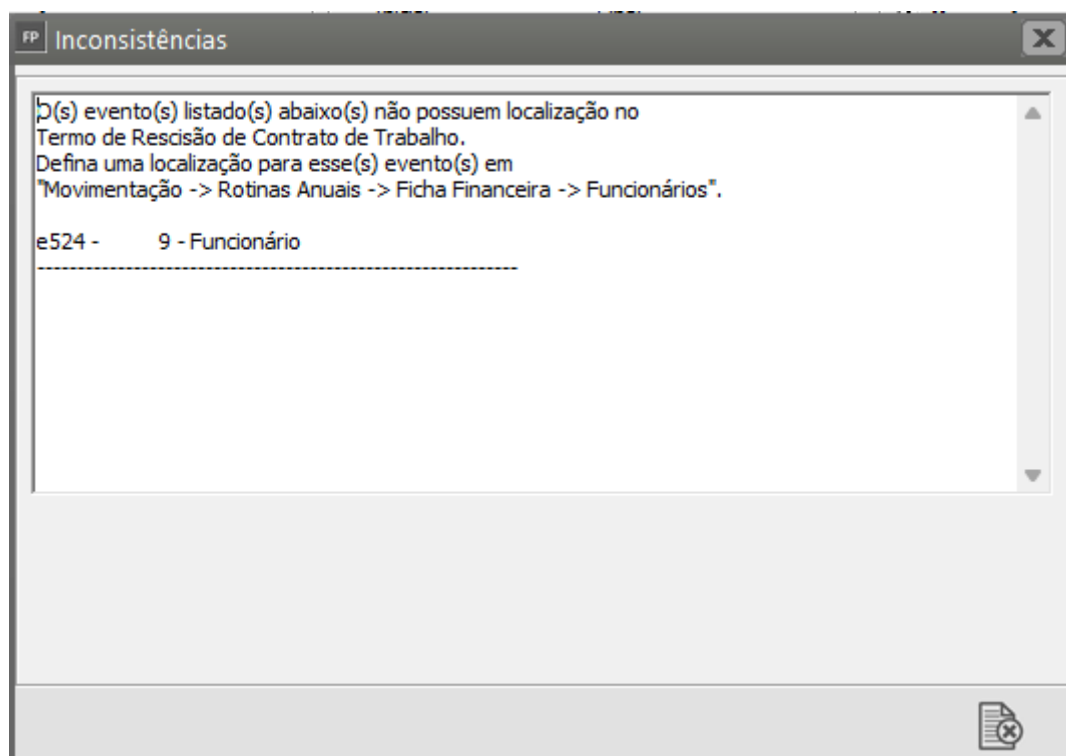 FP Inconsistências
O(s) evento(s) listado(s) abaixo(s) não possuem localização no
Termo de Rescisão de Contrato de Trabalho.
Defina uma localização para esse(s) evento(s) em
"Movimentação -> Rotinas Anuais -> Ficha Financeira -> Funcionários".
e524 - 9 - Funcionário
------------------------------------------------------------